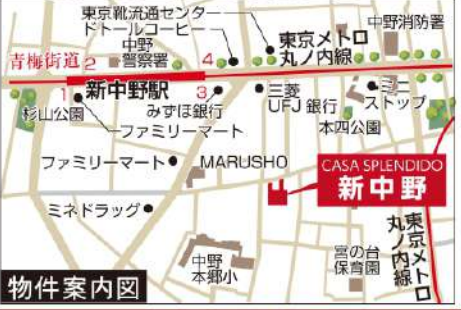 東京靴流通センター
ドトールコーヒー
中野
警察署
4
東京メトロ
丸ノ内線
中野消防署
青梅街道
2
新中野駅
1
杉山公園
ファミリーマート
3
みずほ銀行
三菱
UFJ 銀行
ミニ
ストップ
本四公園
ファミリーマート
MARUSHO
CASA SPLENDIDO
新中野
ミネドラッグ
中野
本郷小
宮の台
保育園
東京メトロ
丸ノ内線
物件案内図